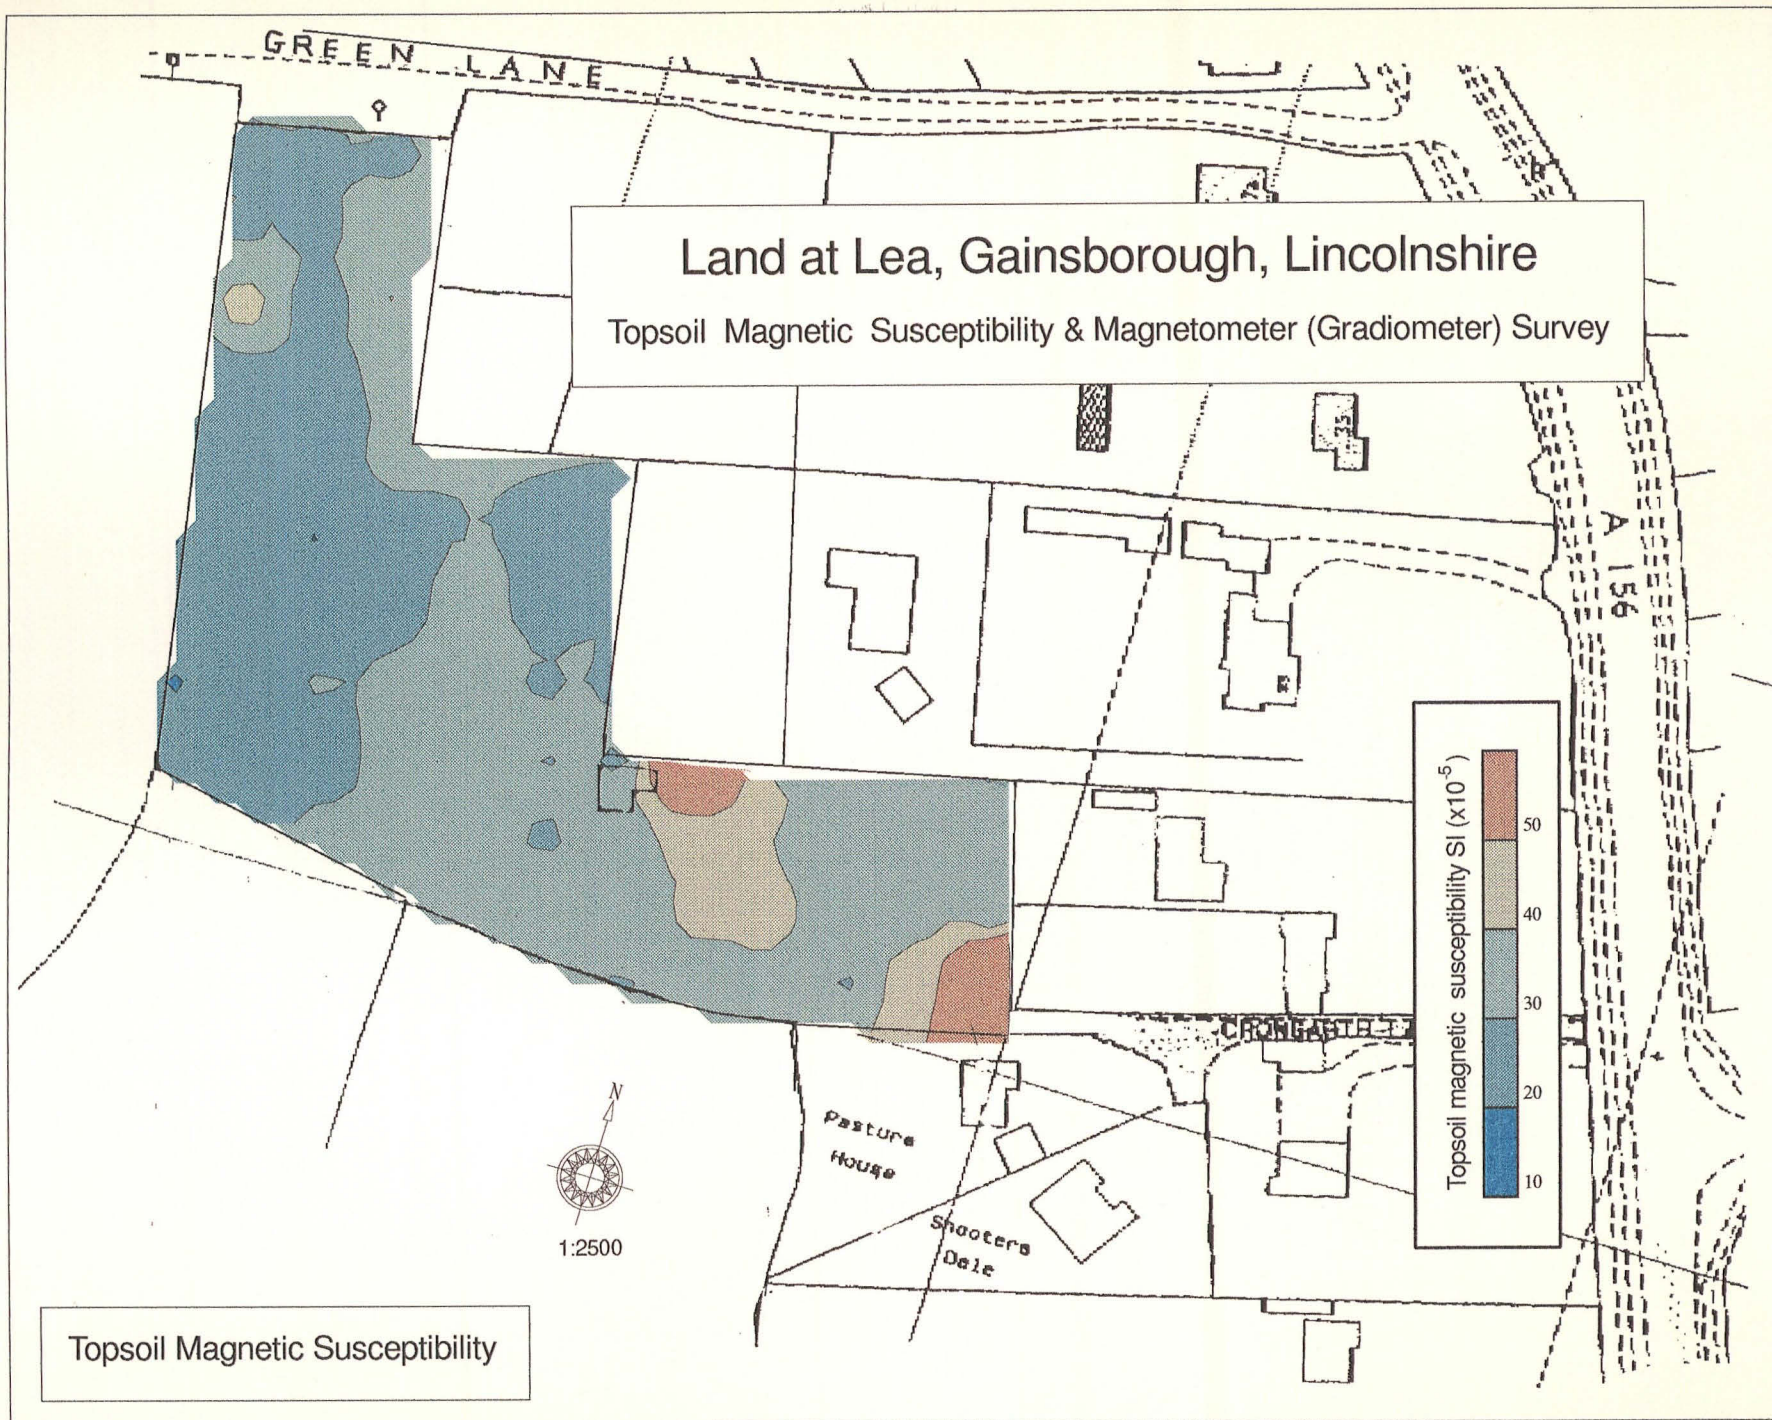 GREEN LANE
Land at Lea, Gainsborough, Lincolnshire
Topsoil Magnetic Susceptibility & Magnetometer (Gradiometer) Survey
35
A 156
Topsoil magnetic susceptibility SI (x10⁻⁵)
50
40
30
20
10
Pasture
House
Shooters
Dale
N
1:2500
Topsoil Magnetic Susceptibility